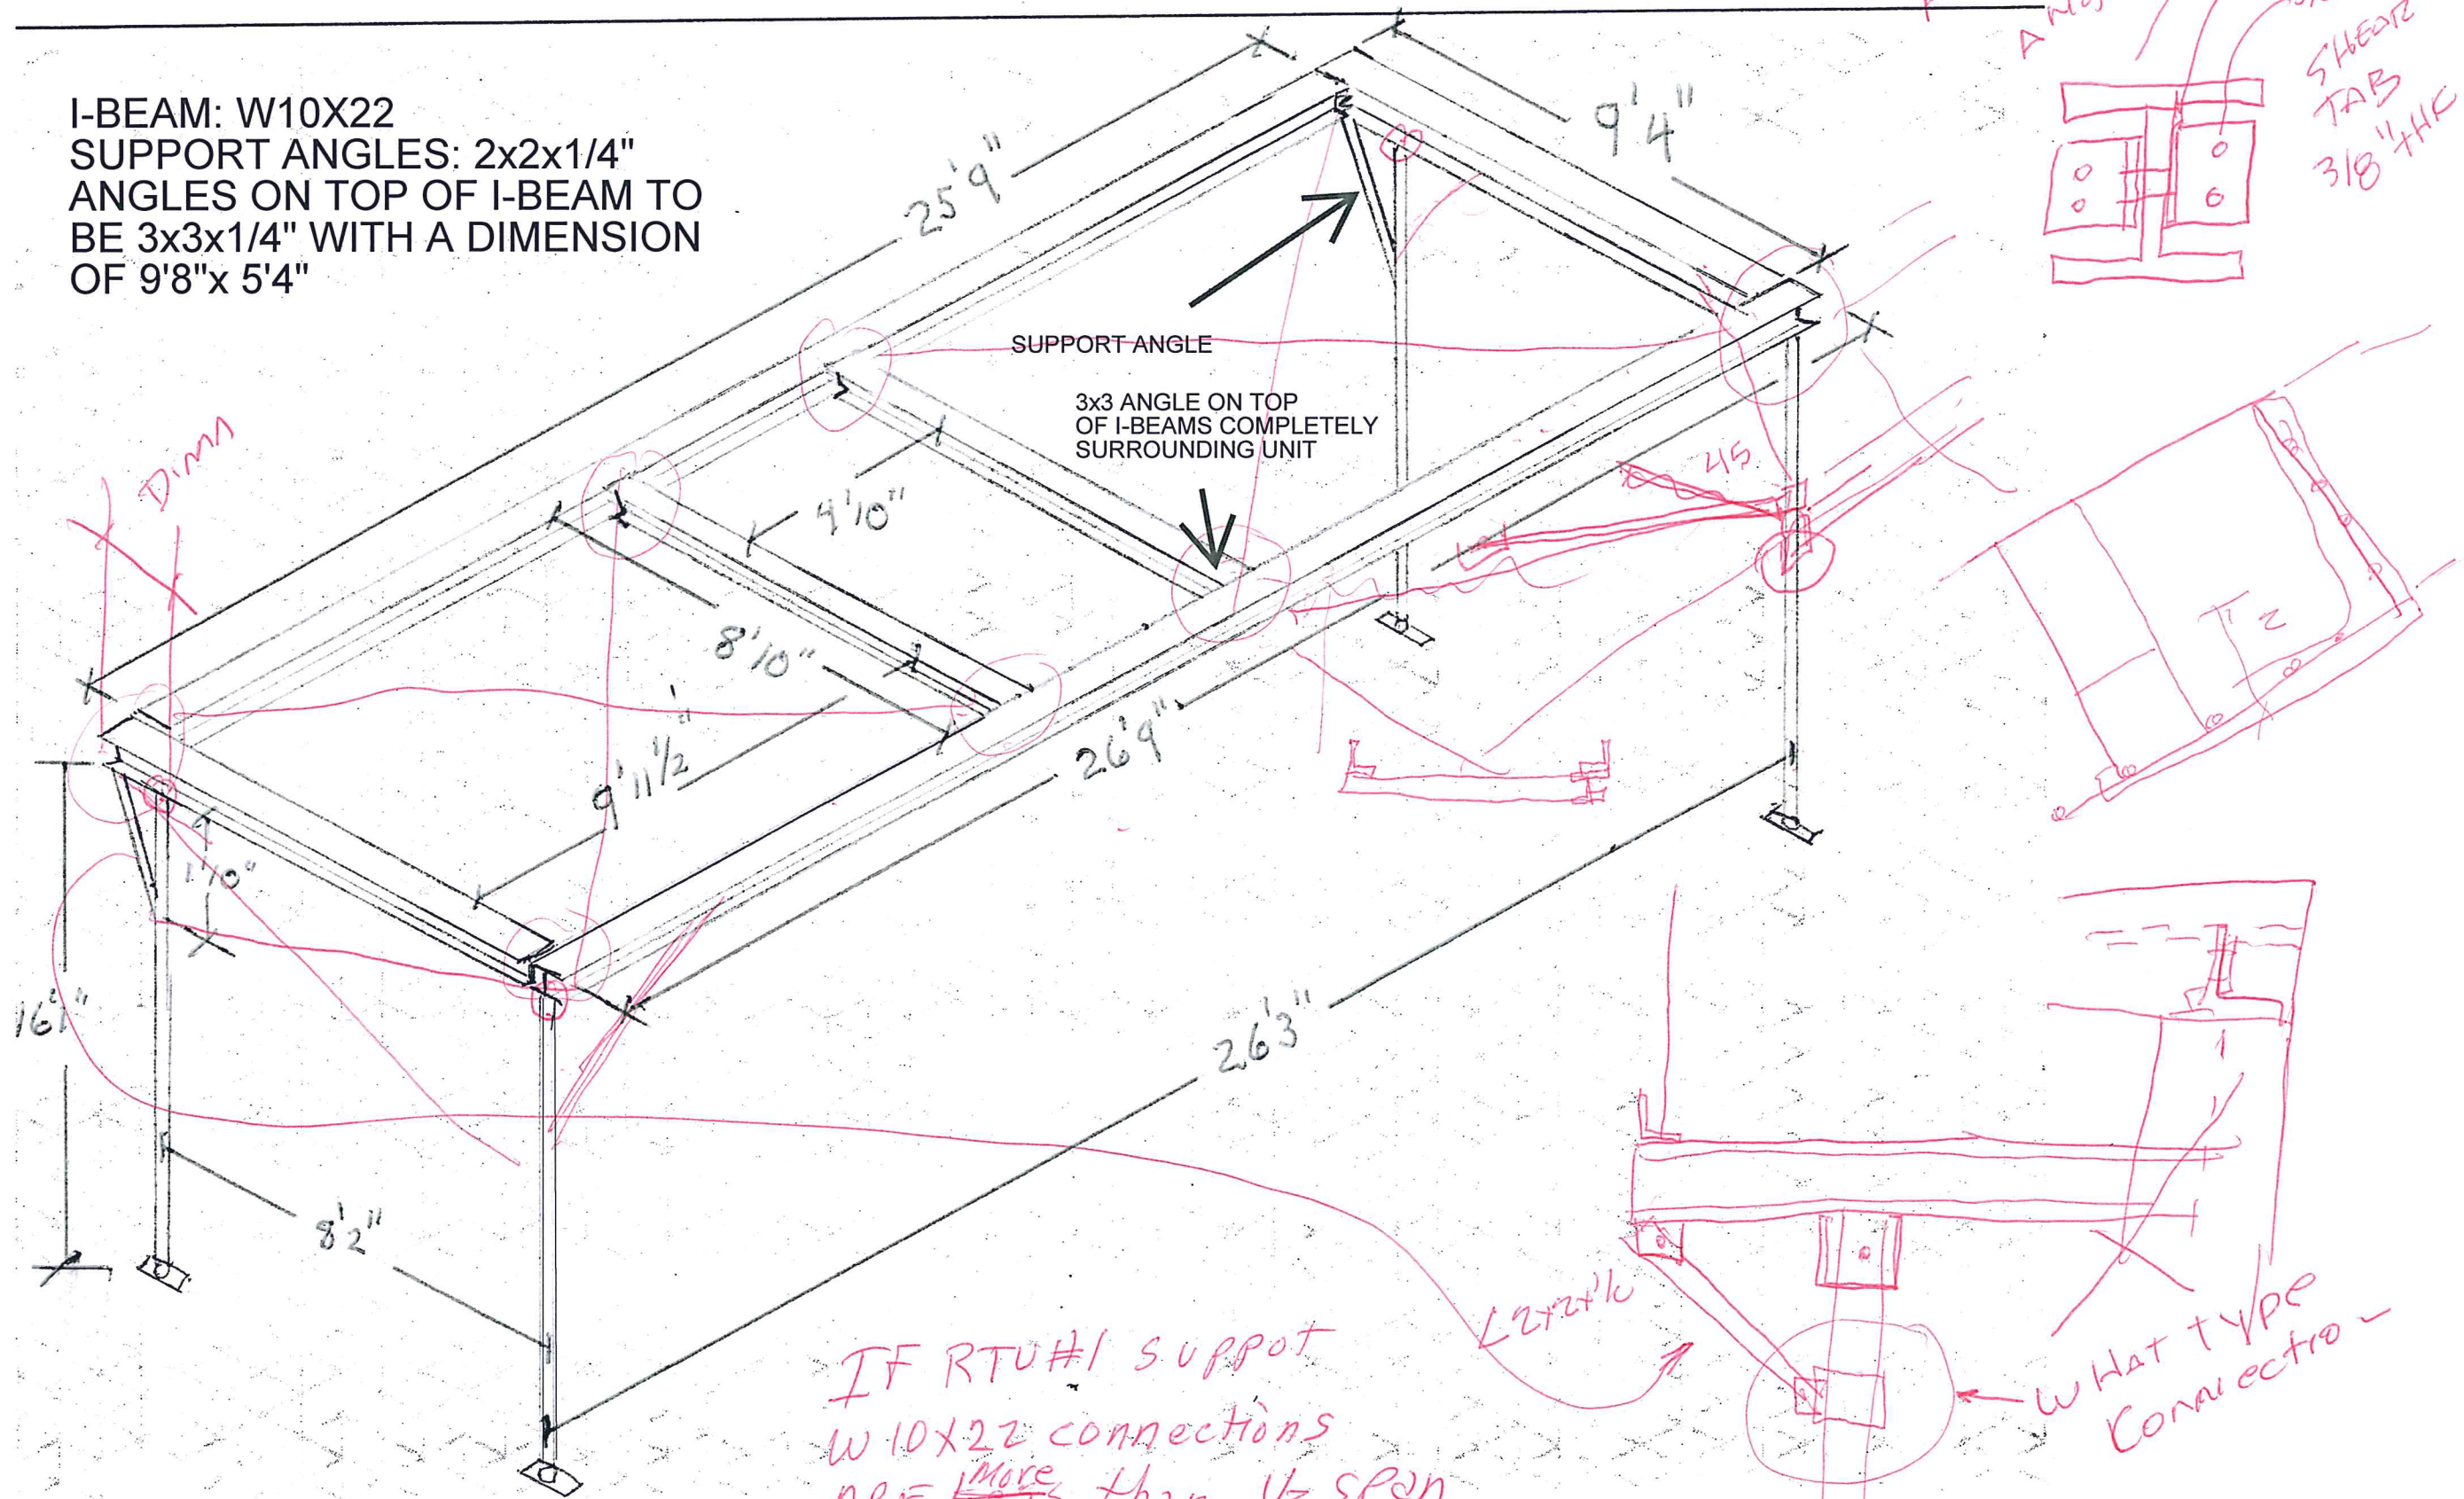 I-BEAM: W10X22
SUPPORT ANGLES: 2x2x1/4"
ANGLES ON TOP OF I-BEAM TO
BE 3x3x1/4" WITH A DIMENSION
OF 9'8"x 5'4"
25'9"
9'4"
SHEAR
TAB
3/8" THK
SUPPORT ANGLE
3x3 ANGLE ON TOP
OF I-BEAMS COMPLETELY
SURROUNDING UNIT
Dimn
4'10"
45
8'10"
9'11 1/2"
26'9"
1'10"
16'1"
26'3"
8'2"
IF RTU#1 SUPPOT
W10X22 connections
More
than 1/2 span
WHAT TYPE